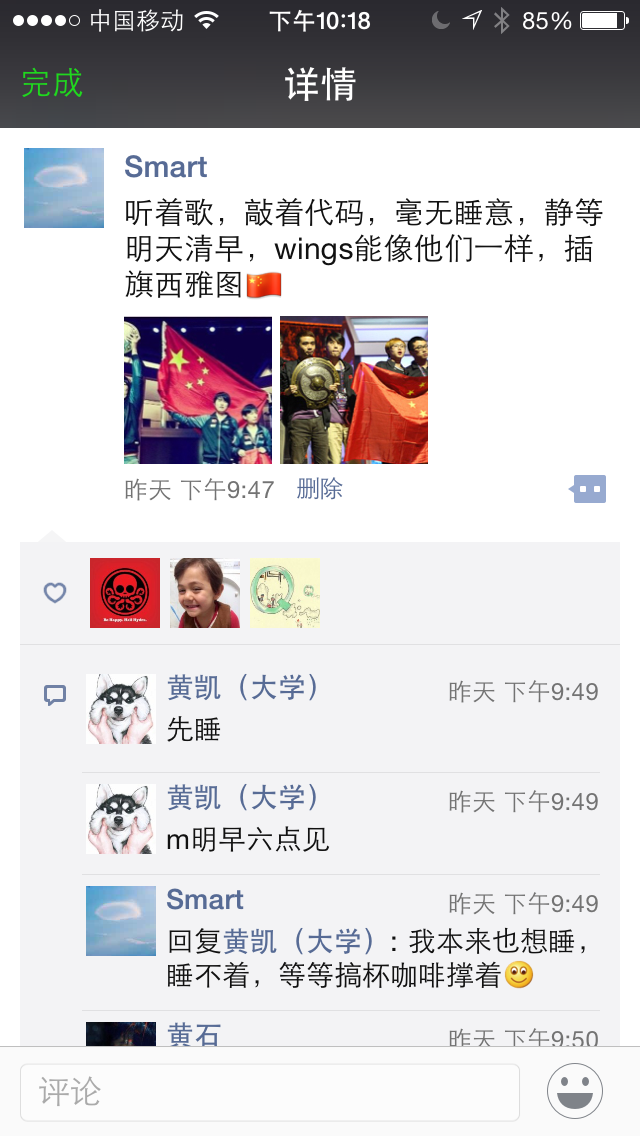 中国移动 下午10:18 85%
完成 详情
Smart
听着歌，敲着代码，毫无睡意，静等
明天清早，wings能像他们一样，插
旗西雅图🇨🇳
昨天 下午9:47 删除
Be Happy. Hail Hydra.
黄凯（大学） 昨天 下午9:49
先睡
黄凯（大学） 昨天 下午9:49
m明早六点见
Smart 昨天 下午9:49
回复黄凯（大学）：我本来也想睡，
睡不着，等等搞杯咖啡撑着🙂
黄石 昨天 下午9:50
评论